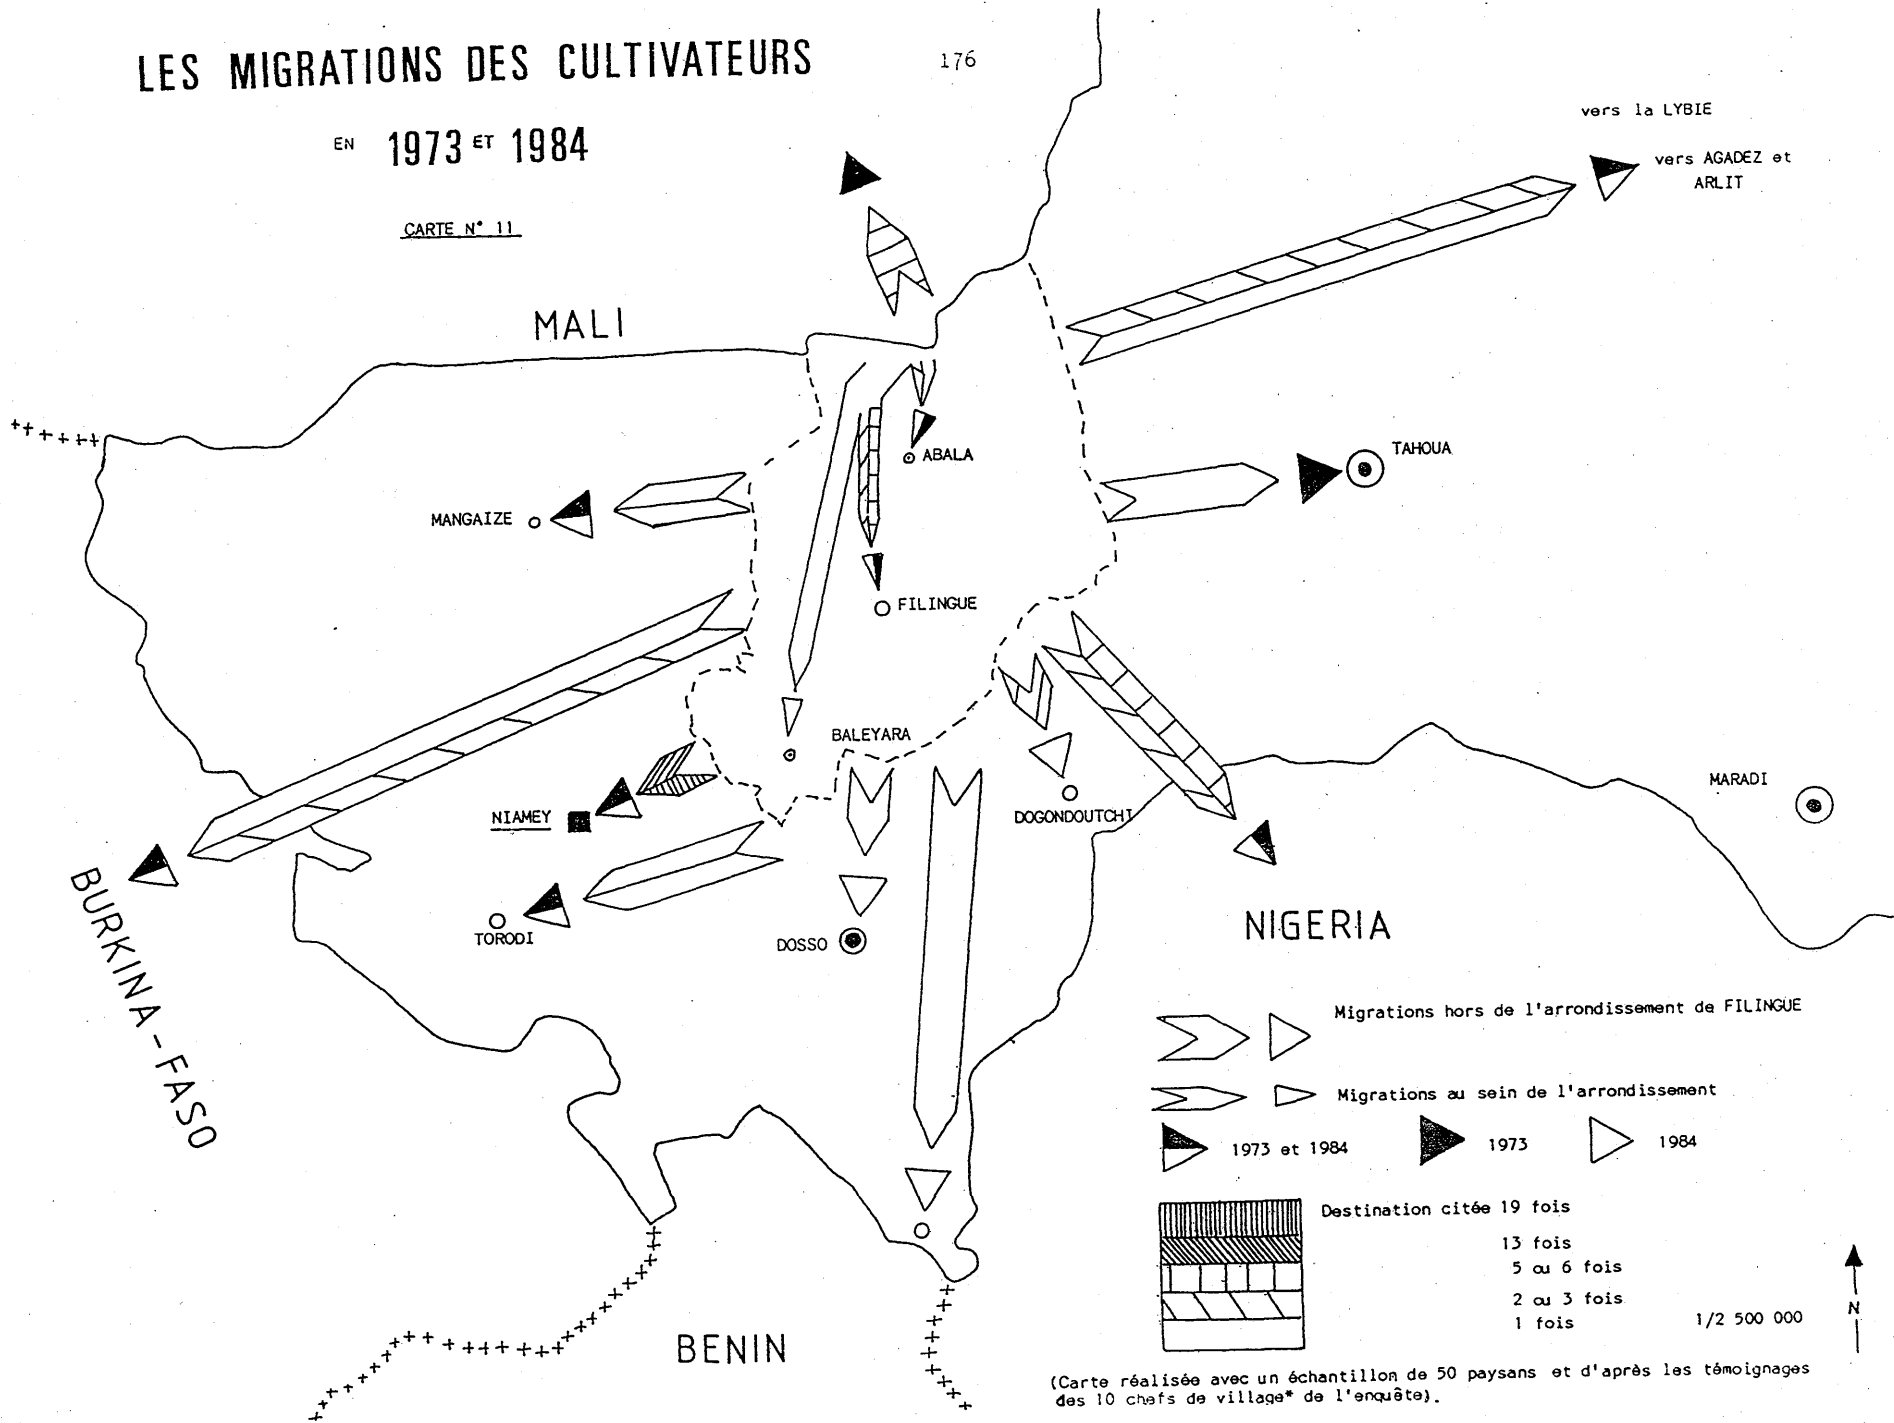 LES MIGRATIONS DES CULTIVATEURS
176
EN 1973 ET 1984
CARTE N° 11
vers la LYBIE
vers AGADEZ et
ARLIT
MALI
TAHOUA
ABALA
MANGAIZE
FILINGUE
BALEYARA
MARADI
NIAMEY
DOGONDOUTCHI
BURKINA-FASO
TORODI
DOSSO
NIGERIA
Migrations hors de l'arrondissement de FILINGUE
Migrations au sein de l'arrondissement
1973 et 1984
1973
1984
Destination citée 19 fois
13 fois
5 ou 6 fois
2 ou 3 fois
1 fois
1/2 500 000
N
BENIN
(Carte réalisée avec un échantillon de 50 paysans et d'après les témoignages
des 10 chefs de village* de l'enquête).